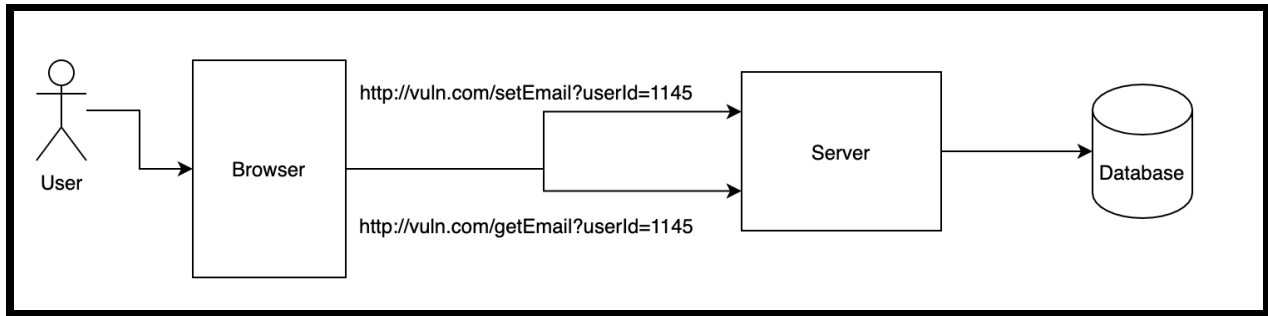 User
Browser
http://vuln.com/setEmail?userId=1145
http://vuln.com/getEmail?userId=1145
Server
Database